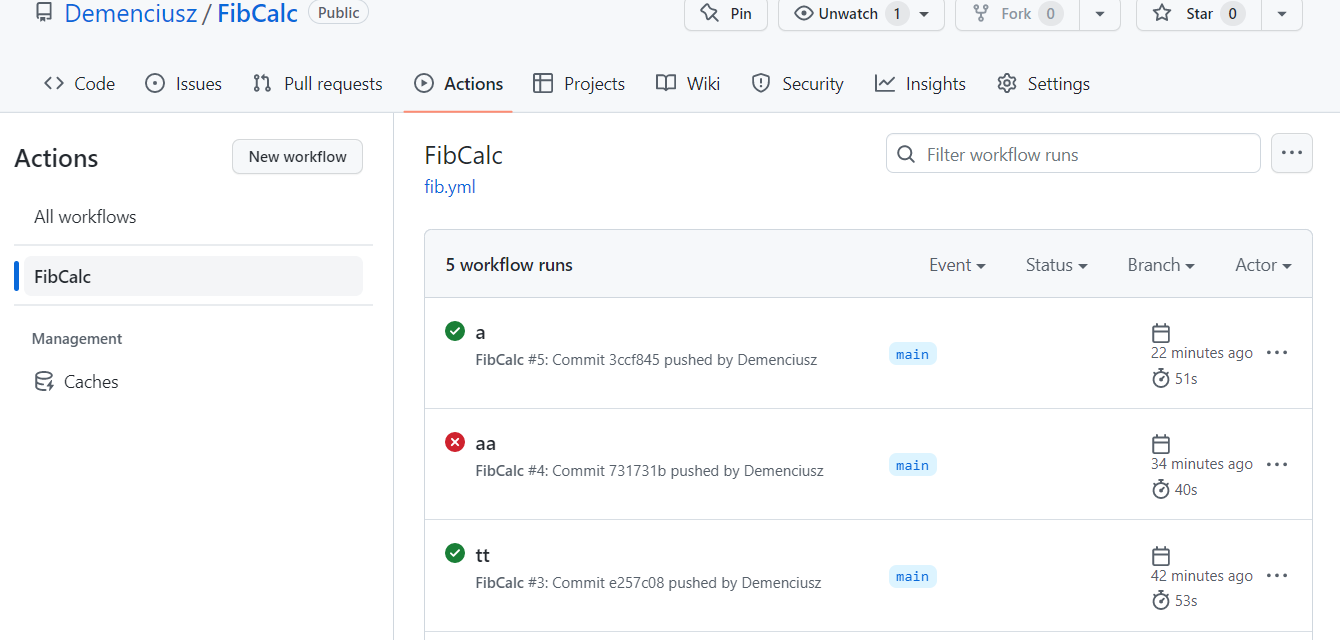 Demenciusz / FibCalc Public
Pin
Unwatch 1
Fork 0
Star 0
Code
Issues
Pull requests
Actions
Projects
Wiki
Security
Insights
Settings
Actions
New workflow
All workflows
FibCalc
Management
Caches
FibCalc
fib.yml
Filter workflow runs
5 workflow runs
Event
Status
Branch
Actor
a
FibCalc #5: Commit 3ccf845 pushed by Demenciusz
main
22 minutes ago
51s
aa
FibCalc #4: Commit 731731b pushed by Demenciusz
main
34 minutes ago
40s
tt
FibCalc #3: Commit e257c08 pushed by Demenciusz
main
42 minutes ago
53s